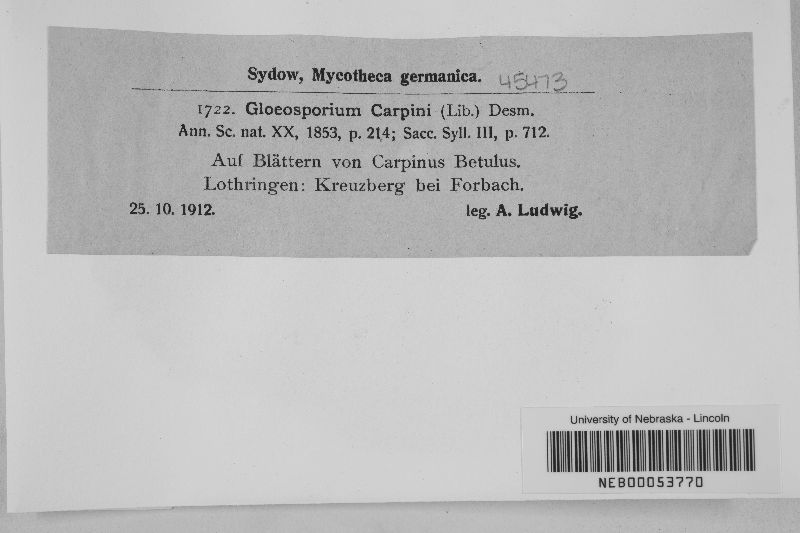 Sydow, Mycotheca germanica. 45473
1722. Gloeosporium Carpini (Lib.) Desm.
Ann. Sc. nat. XX, 1853, p. 214; Sacc. Syll. III, p. 712.
Auf Blättern von Carpinus Betulus.
Lothringen: Kreuzberg bei Forbach.
25. 10. 1912. leg. A. Ludwig.
University of Nebraska - Lincoln
NEB00053770